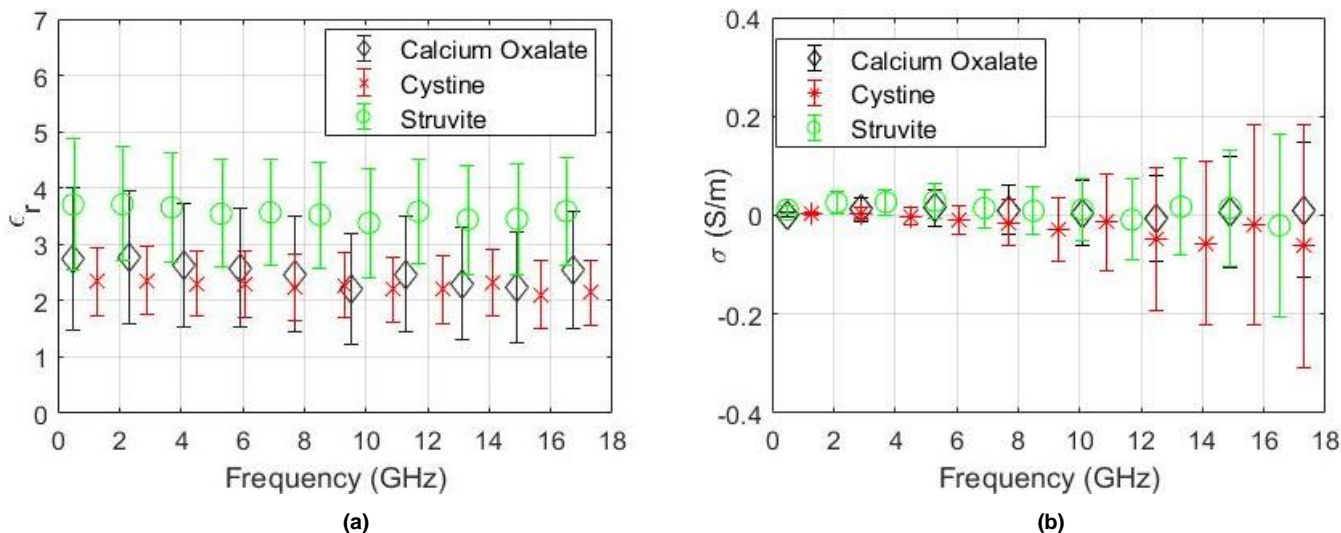 7
6
5
4
3
2
1
0
ϵr
Calcium Oxalate
Cystine
Struvite
0 2 4 6 8 10 12 14 16 18
Frequency (GHz)
(a)
0.4
0.2
0
-0.2
-0.4
σ (S/m)
Calcium Oxalate
Cystine
Struvite
0 2 4 6 8 10 12 14 16 18
Frequency (GHz)
(b)